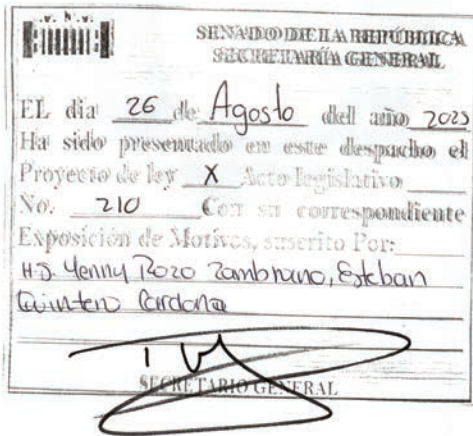 SENADO DE LA REPÚBLICA
SECRETARÍA GENERAL
EL dia 26 de Agosto del año 2025
Ha sido presentado en este despacho el
Proyecto de ley X Acto legislativo
No. 210 Con su correspondiente
Exposición de Motivos, suscrito Por:
H.S. Yenny Rozo Zambrano, Esteban
Quintero Cardona
SECRETARIO GENERAL